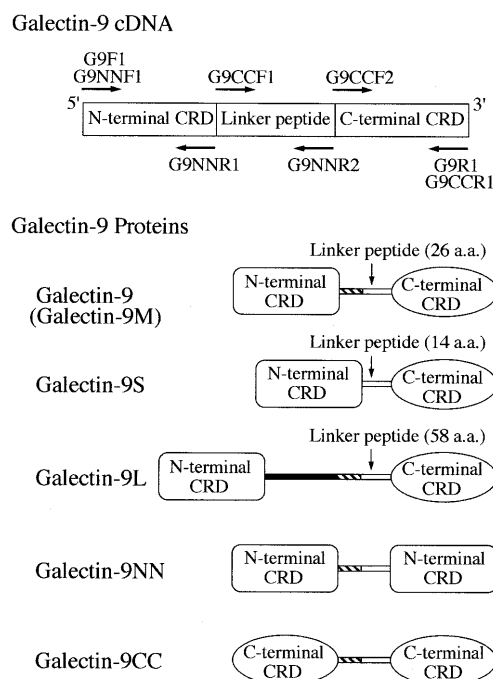 Galectin-9 cDNA
G9F1
G9NNF1 G9CCF1 G9CCF2
5' 3'
N-terminal CRD Linker peptide C-terminal CRD
G9NNR1 G9NNR2 G9R1
G9CCR1
Galectin-9 Proteins
Linker peptide (26 a.a.)
Galectin-9
(Galectin-9M)
N-terminal
CRD
C-terminal
CRD
Linker peptide (14 a.a.)
Galectin-9S
N-terminal
CRD
C-terminal
CRD
Linker peptide (58 a.a.)
Galectin-9L
N-terminal
CRD
C-terminal
CRD
Galectin-9NN
N-terminal
CRD
N-terminal
CRD
Galectin-9CC
C-terminal
CRD
C-terminal
CRD